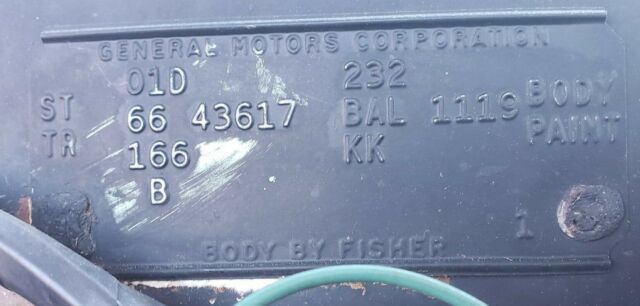 GENERAL MOTORS CORPORATION
01D 232
ST 66 43617 BAL 1119 BODY
TR 166 KK PAINT
B
1
BODY BY FISHER